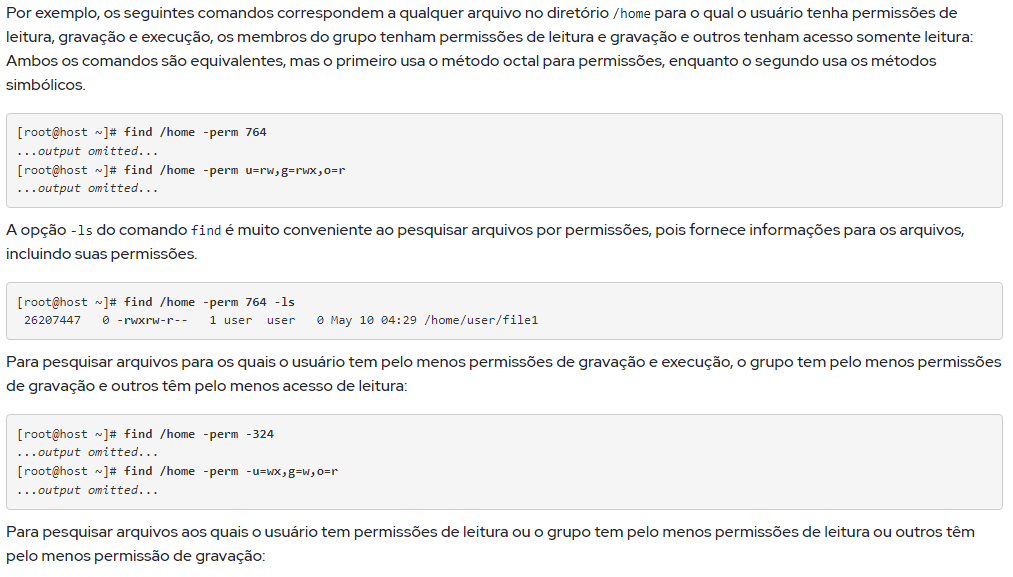 Por exemplo, os seguintes comandos correspondem a qualquer arquivo no diretório /home para o qual o usuário tenha permissões de
leitura, gravação e execução, os membros do grupo tenham permissões de leitura e gravação e outros tenham acesso somente leitura:
Ambos os comandos são equivalentes, mas o primeiro usa o método octal para permissões, enquanto o segundo usa os métodos
simbólicos.
[root@host ~]# find /home -perm 764
...output omitted...
[root@host ~]# find /home -perm u=rw,g=rwx,o=r
...output omitted...
A opção -ls do comando find é muito conveniente ao pesquisar arquivos por permissões, pois fornece informações para os arquivos,
incluindo suas permissões.
[root@host ~]# find /home -perm 764 -ls
26207447   0 -rwxrw-r--   1 user  user   0 May 10 04:29 /home/user/file1
Para pesquisar arquivos para os quais o usuário tem pelo menos permissões de gravação e execução, o grupo tem pelo menos permissões
de gravação e outros têm pelo menos acesso de leitura:
[root@host ~]# find /home -perm -324
...output omitted...
[root@host ~]# find /home -perm -u=wx,g=w,o=r
...output omitted...
Para pesquisar arquivos aos quais o usuário tem permissões de leitura ou o grupo tem pelo menos permissões de leitura ou outros têm
pelo menos permissão de gravação: